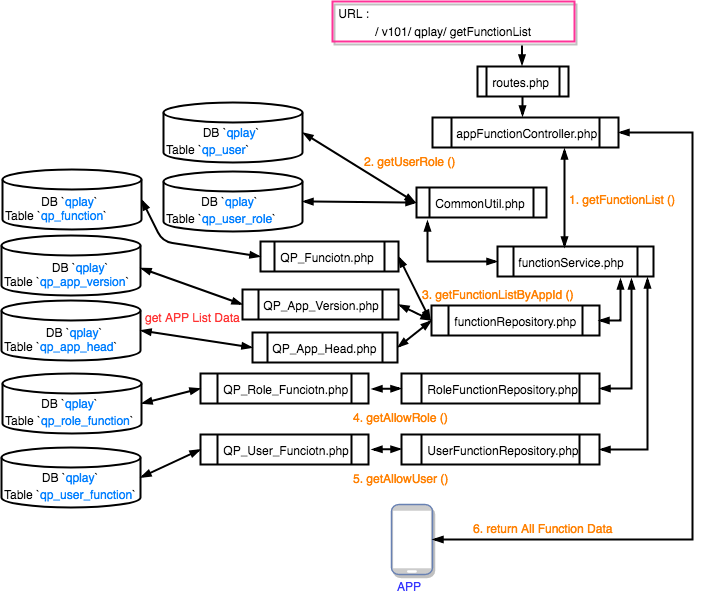 URL :
/ v101/ qplay/ getFunctionList
routes.php
appFunctionController.php
DB `qplay`
Table `qp_user`
2. getUserRole ()
1. getFunctionList ()
DB `qplay`
Table `qp_user_role`
CommonUtil.php
DB `qplay`
Table `qp_function`
QP_Funciotn.php
functionService.php
DB `qplay`
Table `qp_app_version`
QP_App_Version.php
3. getFunctionListByAppId ()
get APP List Data
functionRepository.php
DB `qplay`
Table `qp_app_head`
QP_App_Head.php
DB `qplay`
Table `qp_role_function`
QP_Role_Funciotn.php
RoleFunctionRepository.php
4. getAllowRole ()
QP_User_Funciotn.php
UserFunctionRepository.php
DB `qplay`
Table `qp_user_function`
5. getAllowUser ()
6. return All Function Data
APP